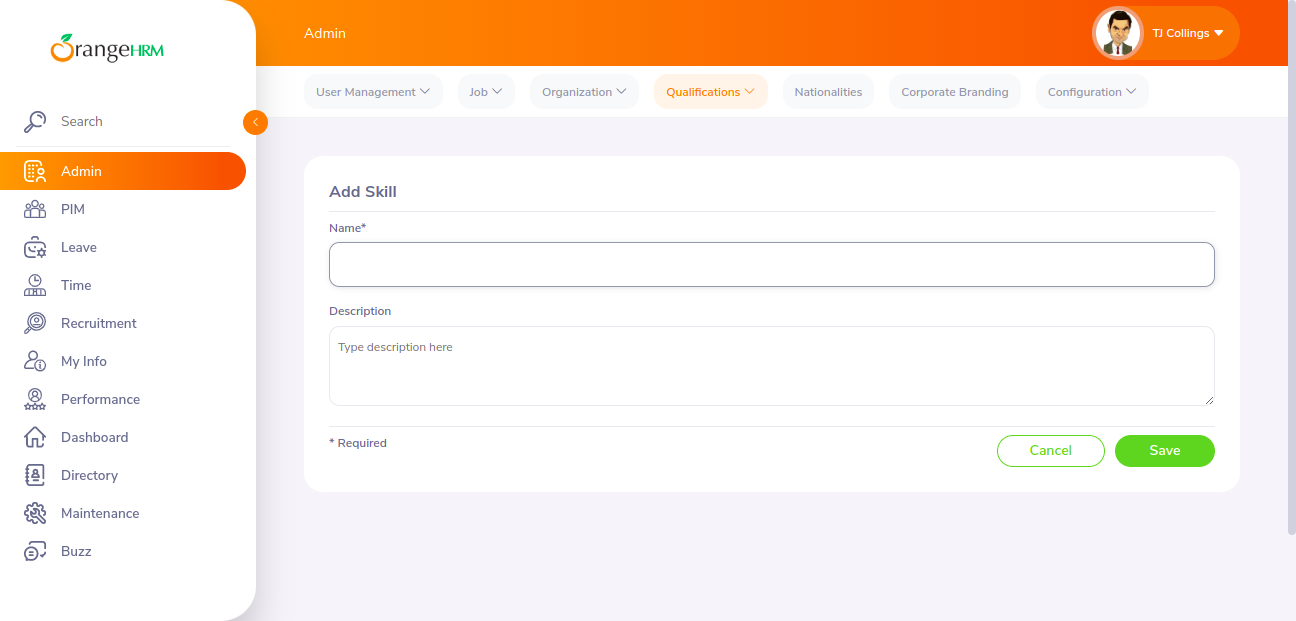 OrangeHRM
Search
Admin
PIM
Leave
Time
Recruitment
My Info
Performance
Dashboard
Directory
Maintenance
Buzz
Admin
TJ Collings
User Management
Job
Organization
Qualifications
Nationalities
Corporate Branding
Configuration
Add Skill
Name*
Description
Type description here
* Required
Cancel
Save